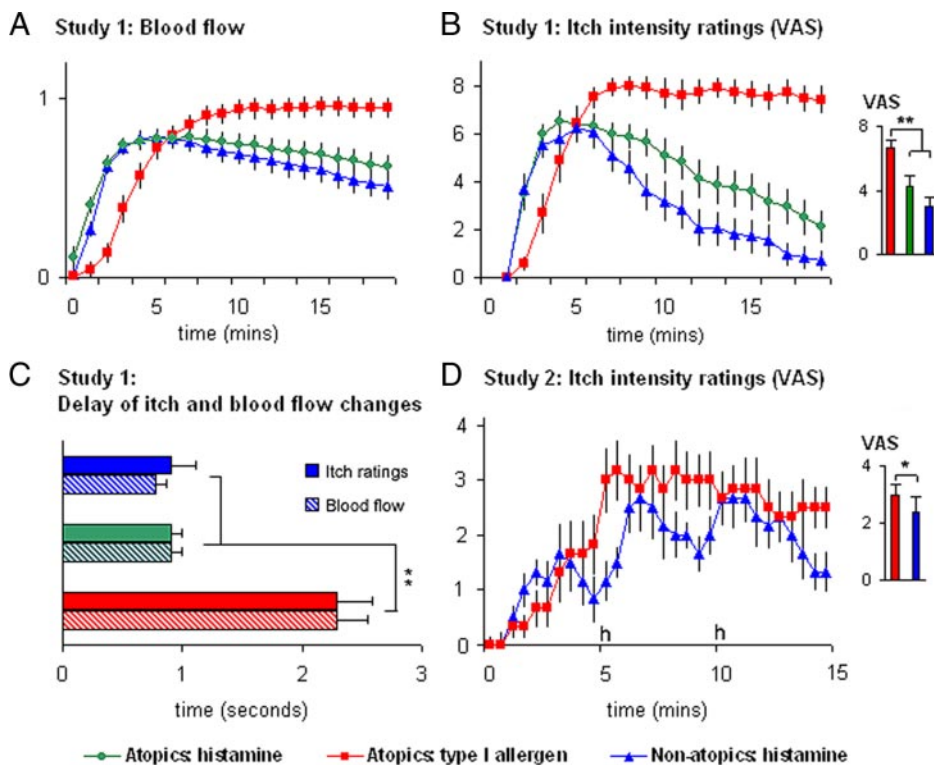 A Study 1: Blood flow
1
0
0 5 10 15
time (mins)
B Study 1: Itch intensity ratings (VAS)
8
6
4
2
0
0 5 10 15
time (mins)
VAS
**
8
4
0
C Study 1:
Delay of itch and blood flow changes
Itch ratings
Blood flow
**
0 1 2 3
time (seconds)
D Study 2: Itch intensity ratings (VAS)
4
3
2
1
0
h h
0 5 10 15
time (mins)
VAS
*
4
2
0
Atopics: histamine Atopics: type I allergen Non-atopics: histamine